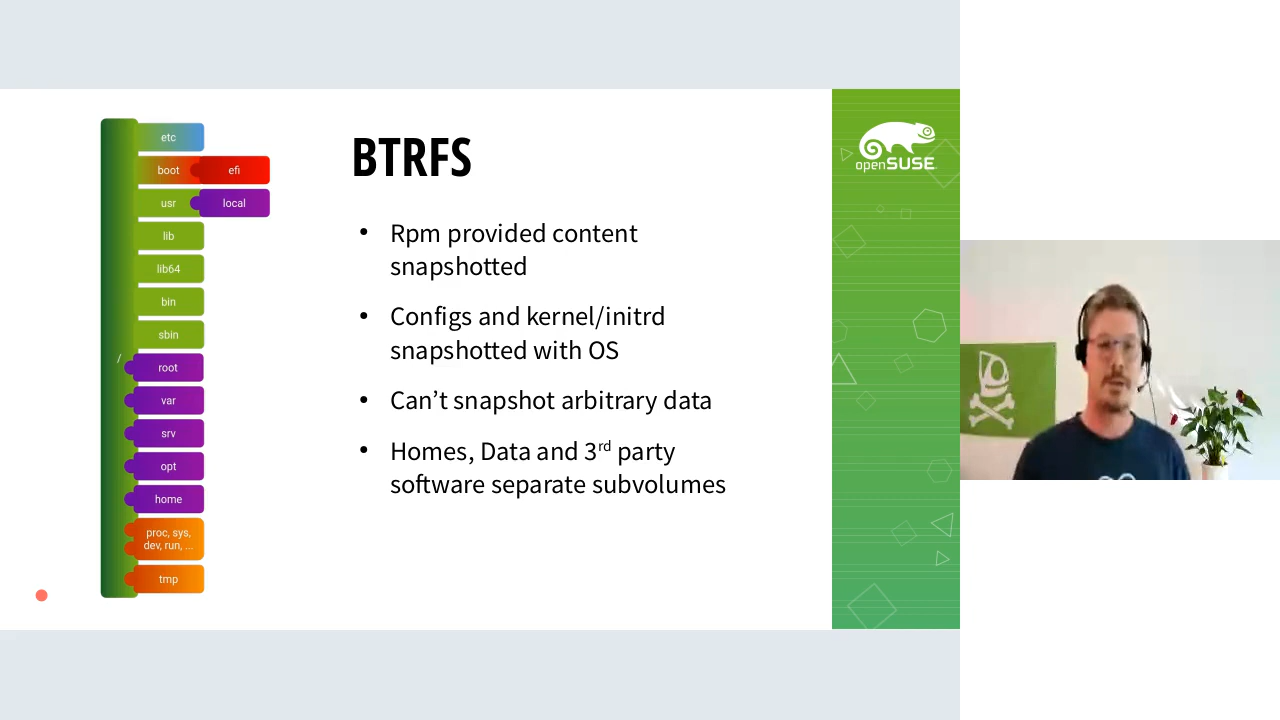 etc
boot
efi
usr
local
lib
lib64
bin
sbin
/
root
var
srv
opt
home
proc, sys,
dev, run, ...
tmp
BTRFS
• Rpm provided content
snapshotted
• Configs and kernel/initrd
snapshotted with OS
• Can’t snapshot arbitrary data
• Homes, Data and 3rd party
software separate subvolumes
openSUSE